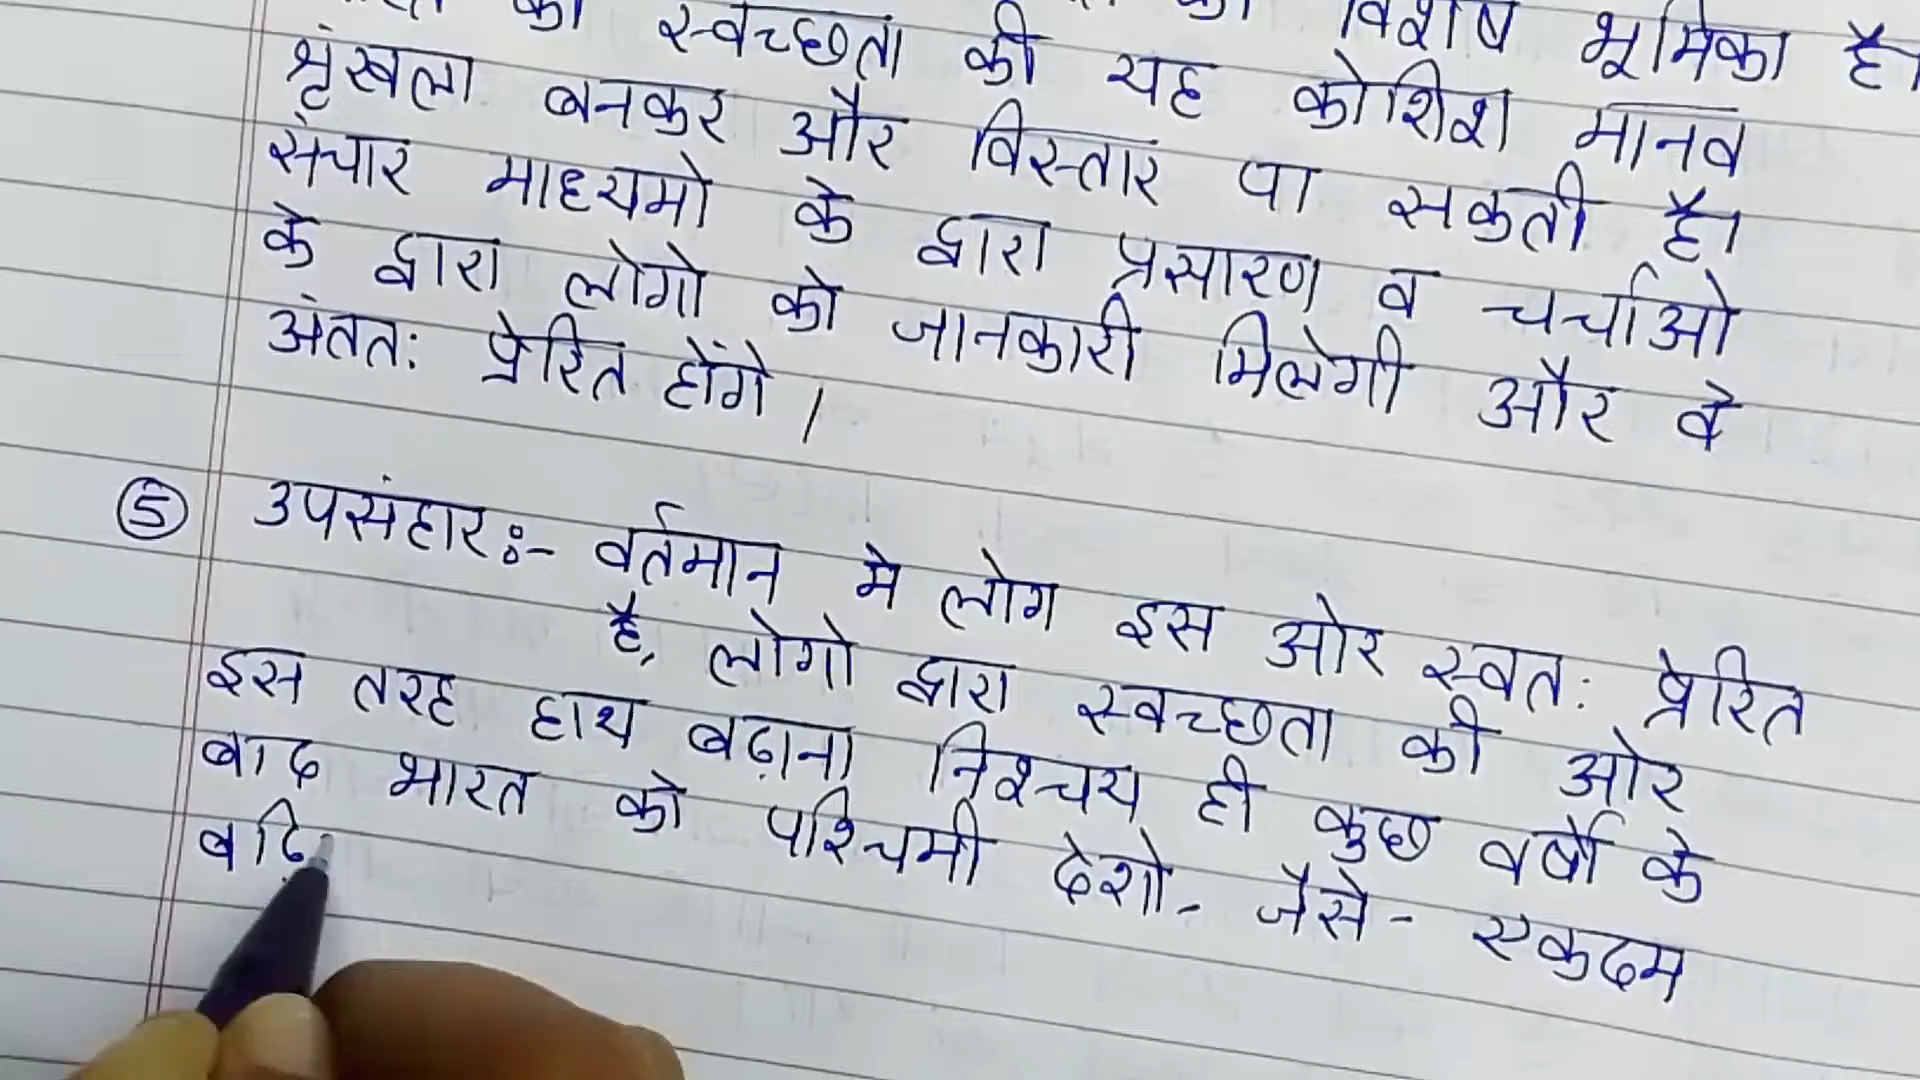 की विशेष भूमिका है।
को स्वच्छता की यह कोशिश मानव
श्रृंखला बनकर और विस्तार पा सकती है।
संचार माध्यमो के द्वारा प्रसारण व चर्चाओ
के द्वारा लोगो को जानकारी मिलेगी और वे
अंततः प्रेरित होंगे।
⑤ उपसंहारः- वर्तमान मे लोग इस ओर स्वतः प्रेरित
है, लोगो द्वारा स्वच्छता की ओर
इस तरह हाथ बढ़ाना निश्चय ही कुछ वर्षो के
बाद भारत को पश्चिमी देशो- जैसे- एकदम
बढि